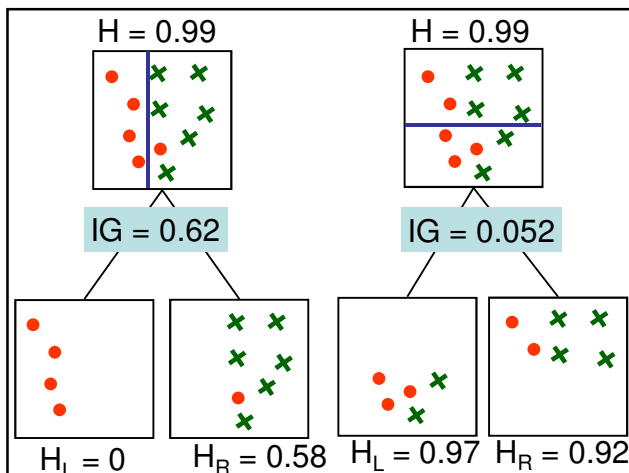 H = 0.99
H = 0.99
IG = 0.62
IG = 0.052
H_L = 0
H_R = 0.58
H_L = 0.97
H_R = 0.92